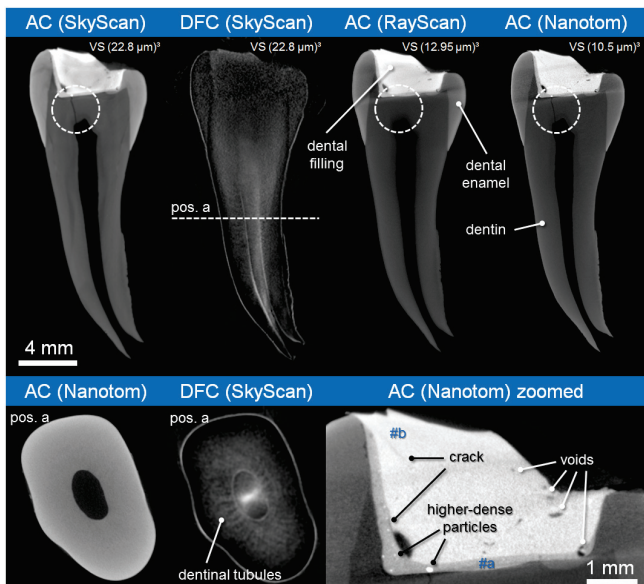 AC (SkyScan)
DFC (SkyScan)
AC (RayScan)
AC (Nanotom)
VS (22.8 µm)³
VS (22.8 µm)³
VS (12.95 µm)³
VS (10.5 µm)³
dental
filling
dental
enamel
pos. a
dentin
4 mm
AC (Nanotom)
DFC (SkyScan)
AC (Nanotom) zoomed
pos. a
pos. a
#b
crack
voids
higher-dense
particles
#a
dentinal tubules
1 mm